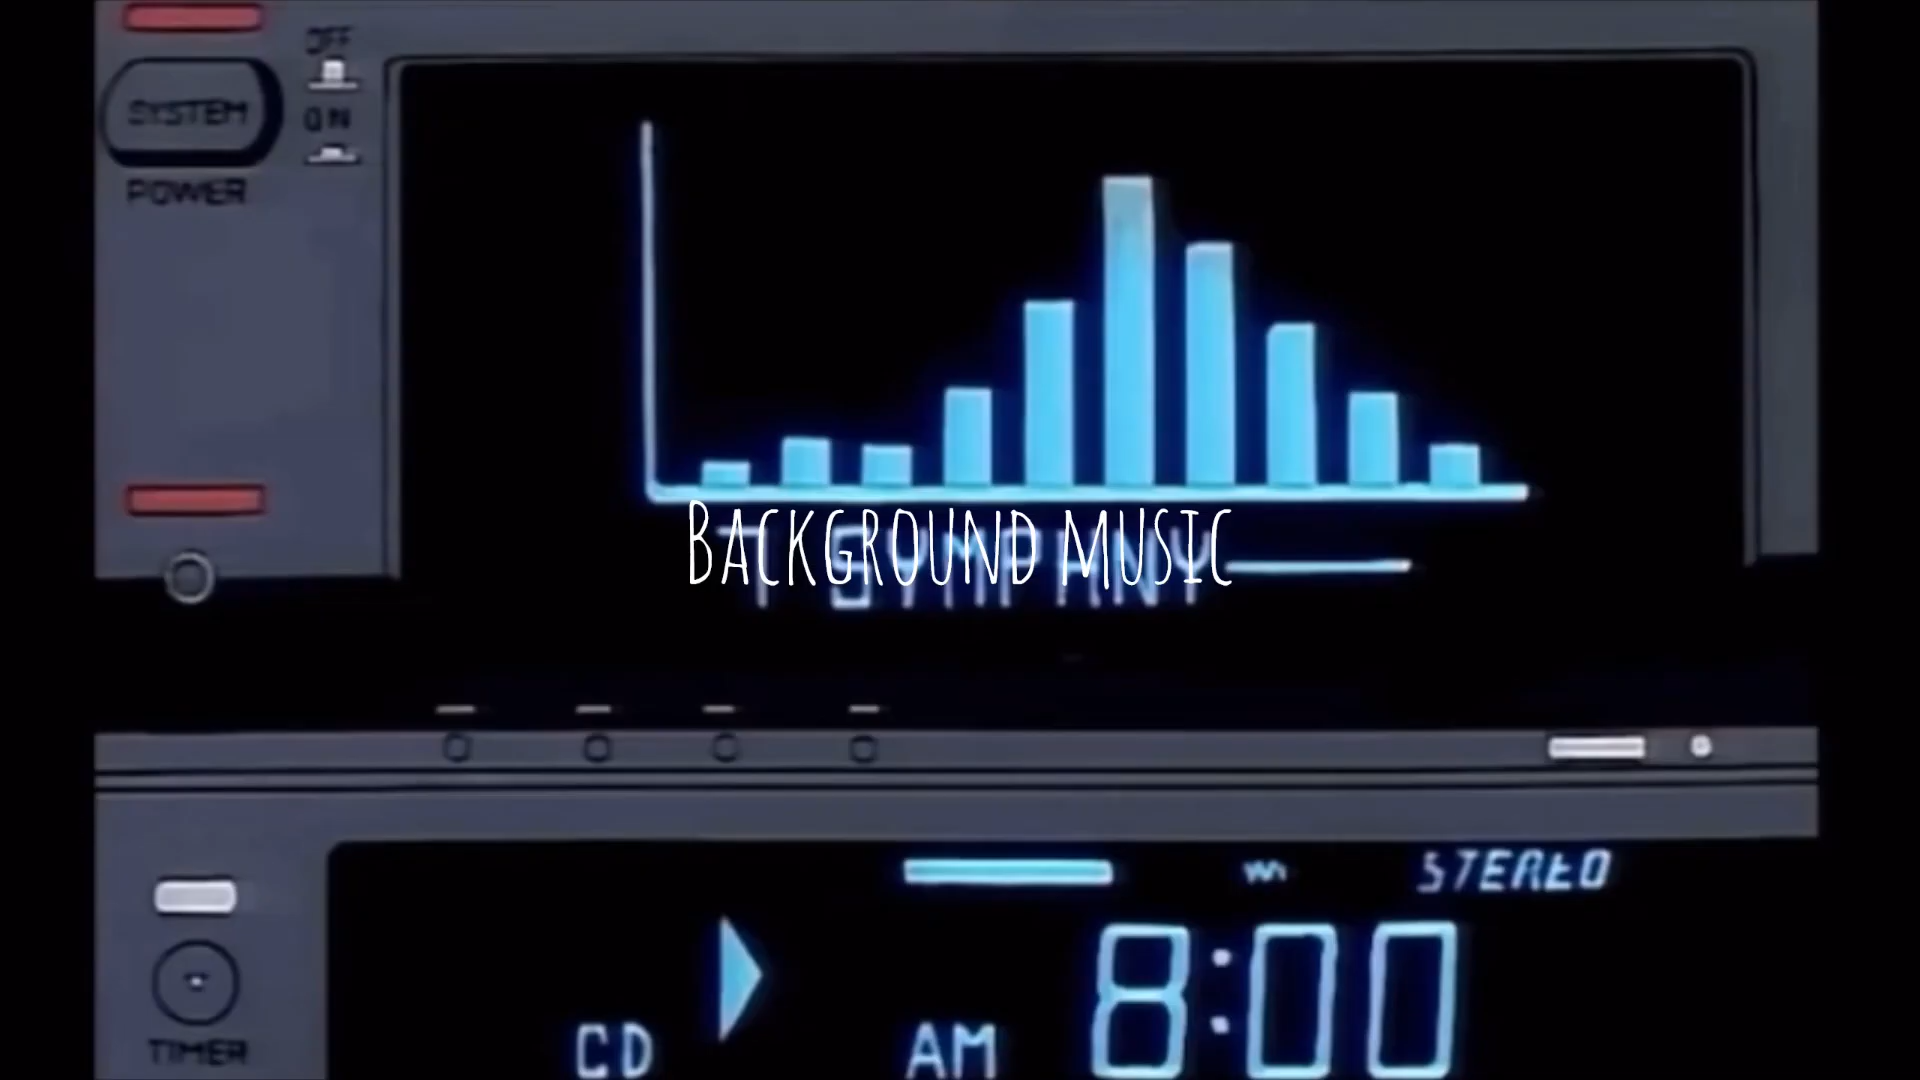 OFF
SYSTEM
ON
POWER
Background music
STEREO
8:00
CD
AM
TIMER